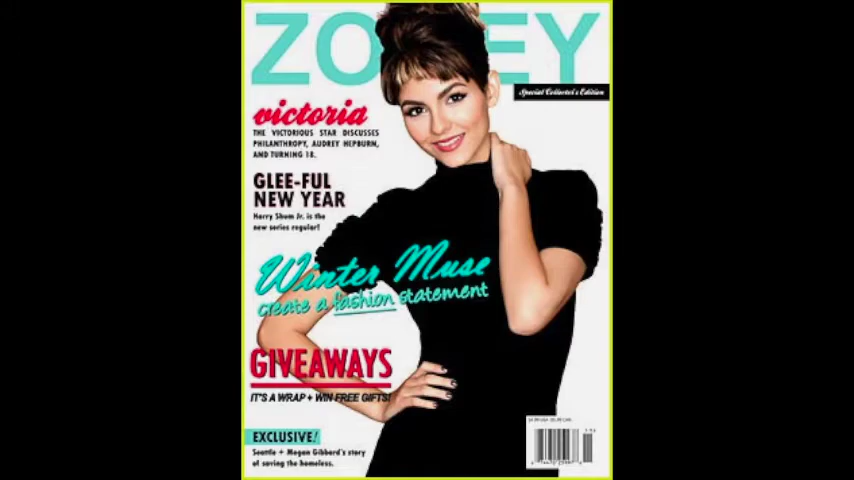 ZOOEY
Special Collector's Edition
victoria
THE VICTORIOUS STAR DISCUSSES
PHILANTHROPY, AUDREY HEPBURN,
AND TURNING 18.
GLEE-FUL
NEW YEAR
Harry Shum Jr. is the
new series regular!
Winter Muse
create a fashion statement
GIVEAWAYS
IT'S A WRAP + WIN FREE GIFTS!
EXCLUSIVE!
Seattle + Megan Gibbard's story
of saving the homeless.